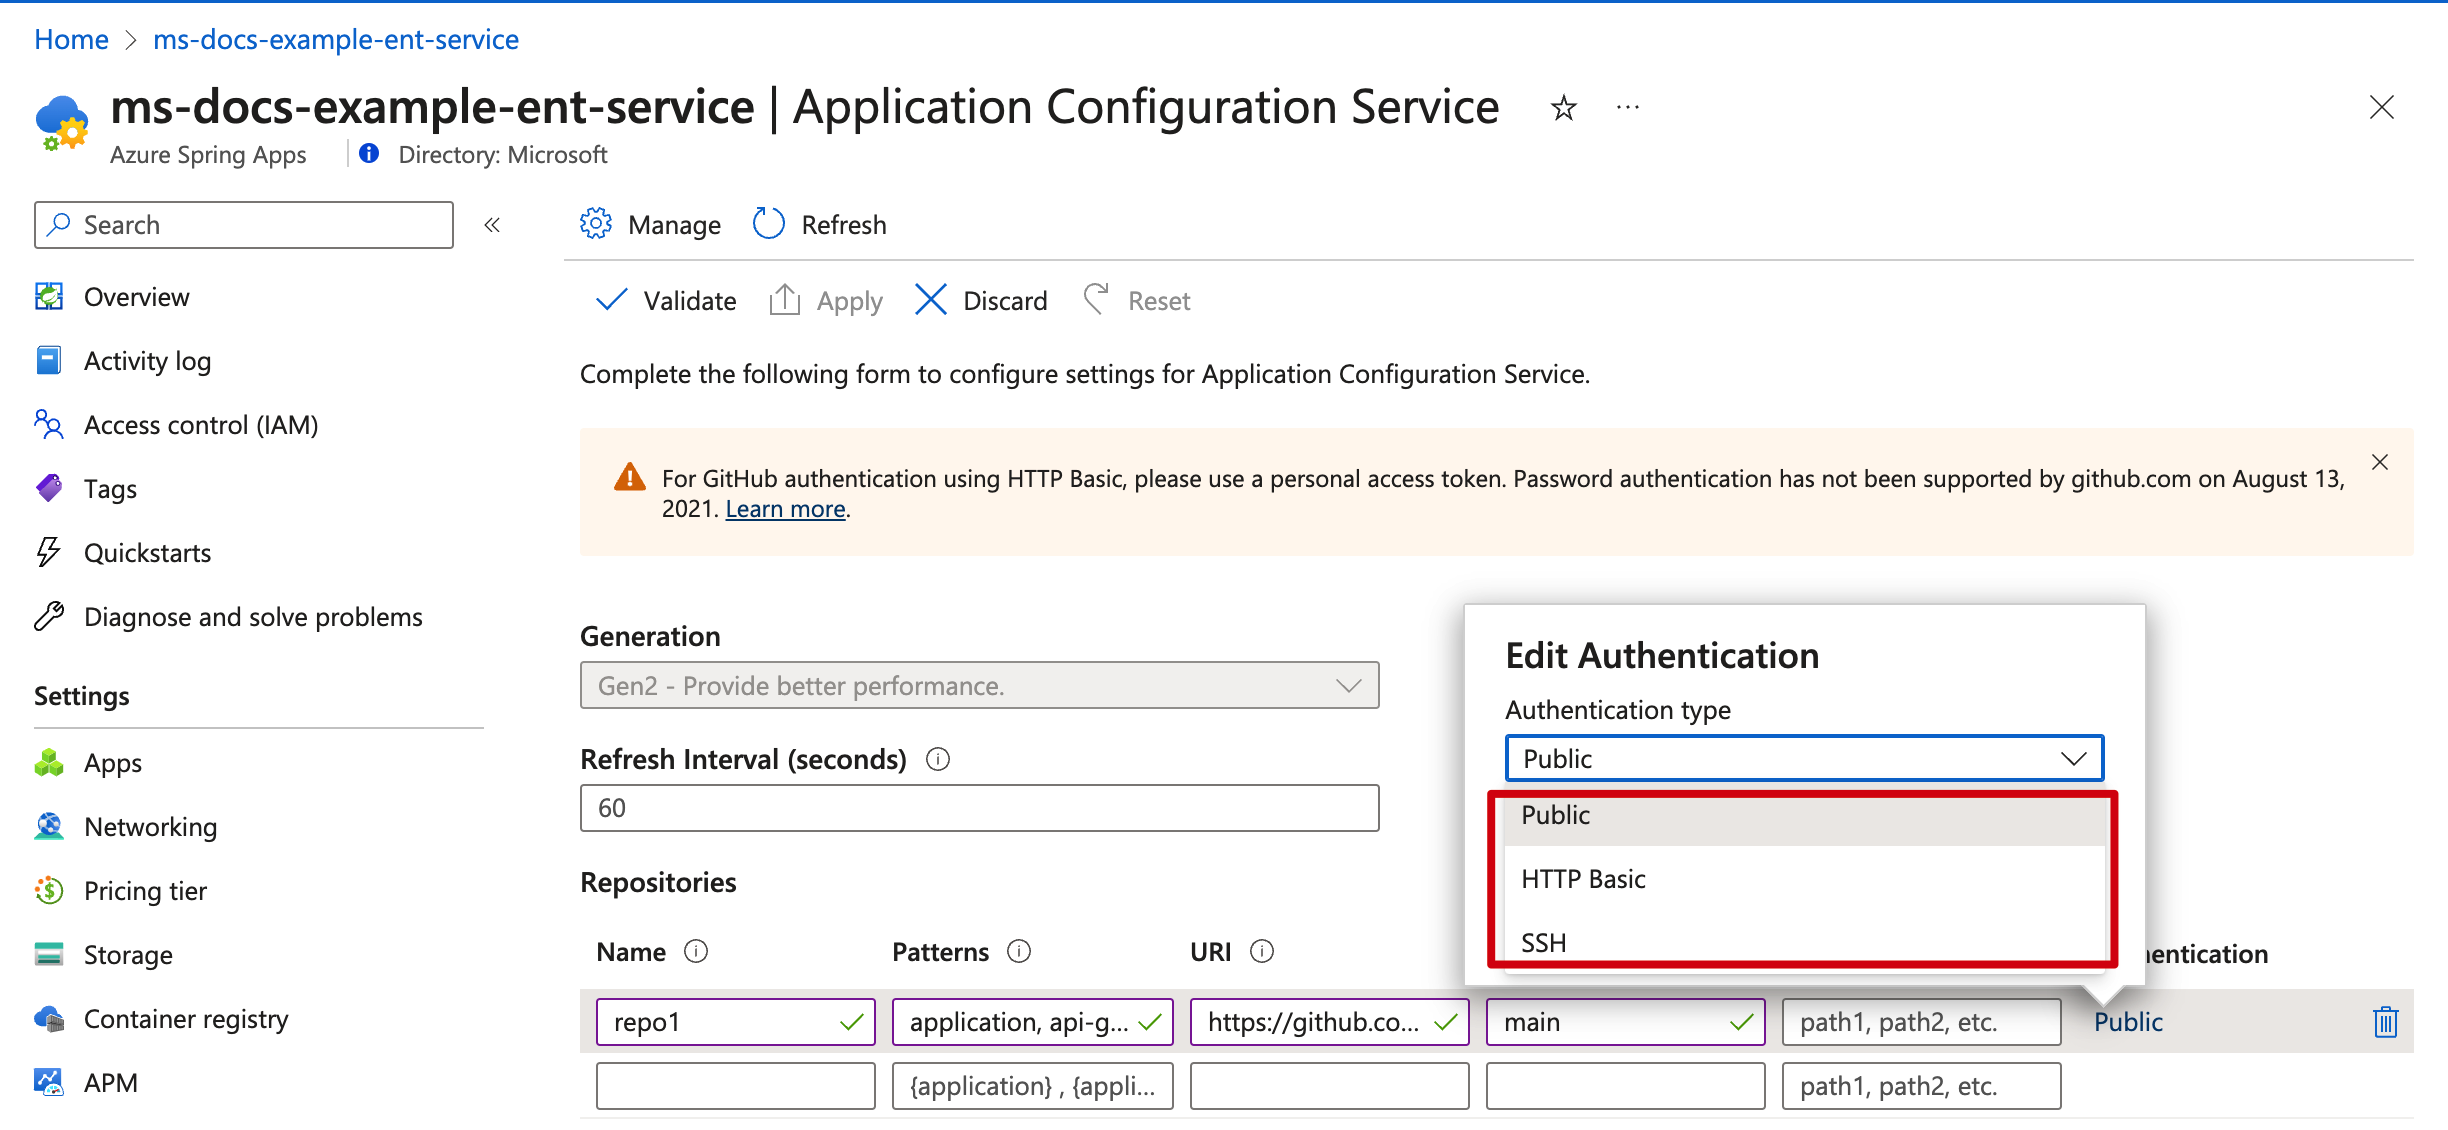 Home > ms-docs-example-ent-service
ms-docs-example-ent-service | Application Configuration Service
Azure Spring Apps
Directory: Microsoft
Search
«
Manage
Refresh
Validate
Apply
Discard
Reset
Overview
Activity log
Access control (IAM)
Tags
Quickstarts
Diagnose and solve problems
Settings
Apps
Networking
Pricing tier
Storage
Container registry
APM
Complete the following form to configure settings for Application Configuration Service.
For GitHub authentication using HTTP Basic, please use a personal access token. Password authentication has not been supported by github.com on August 13,
2021. Learn more.
Generation
Gen2 - Provide better performance.
Refresh Interval (seconds)
60
Repositories
Edit Authentication
Authentication type
Public
Public
HTTP Basic
SSH
Name
Patterns
URI
entication
repo1
application, api-g...
https://github.co...
main
path1, path2, etc.
Public
{application} , {appli...
path1, path2, etc.